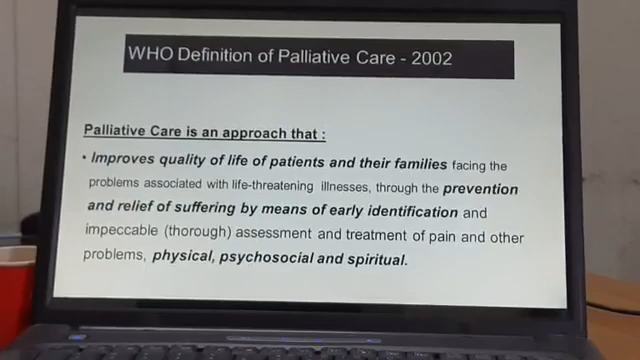 WHO Definition of Palliative Care - 2002
Palliative Care is an approach that :
• Improves quality of life of patients and their families facing the
problems associated with life-threatening illnesses, through the prevention
and relief of suffering by means of early identification and
impeccable (thorough) assessment and treatment of pain and other
problems, physical, psychosocial and spiritual.